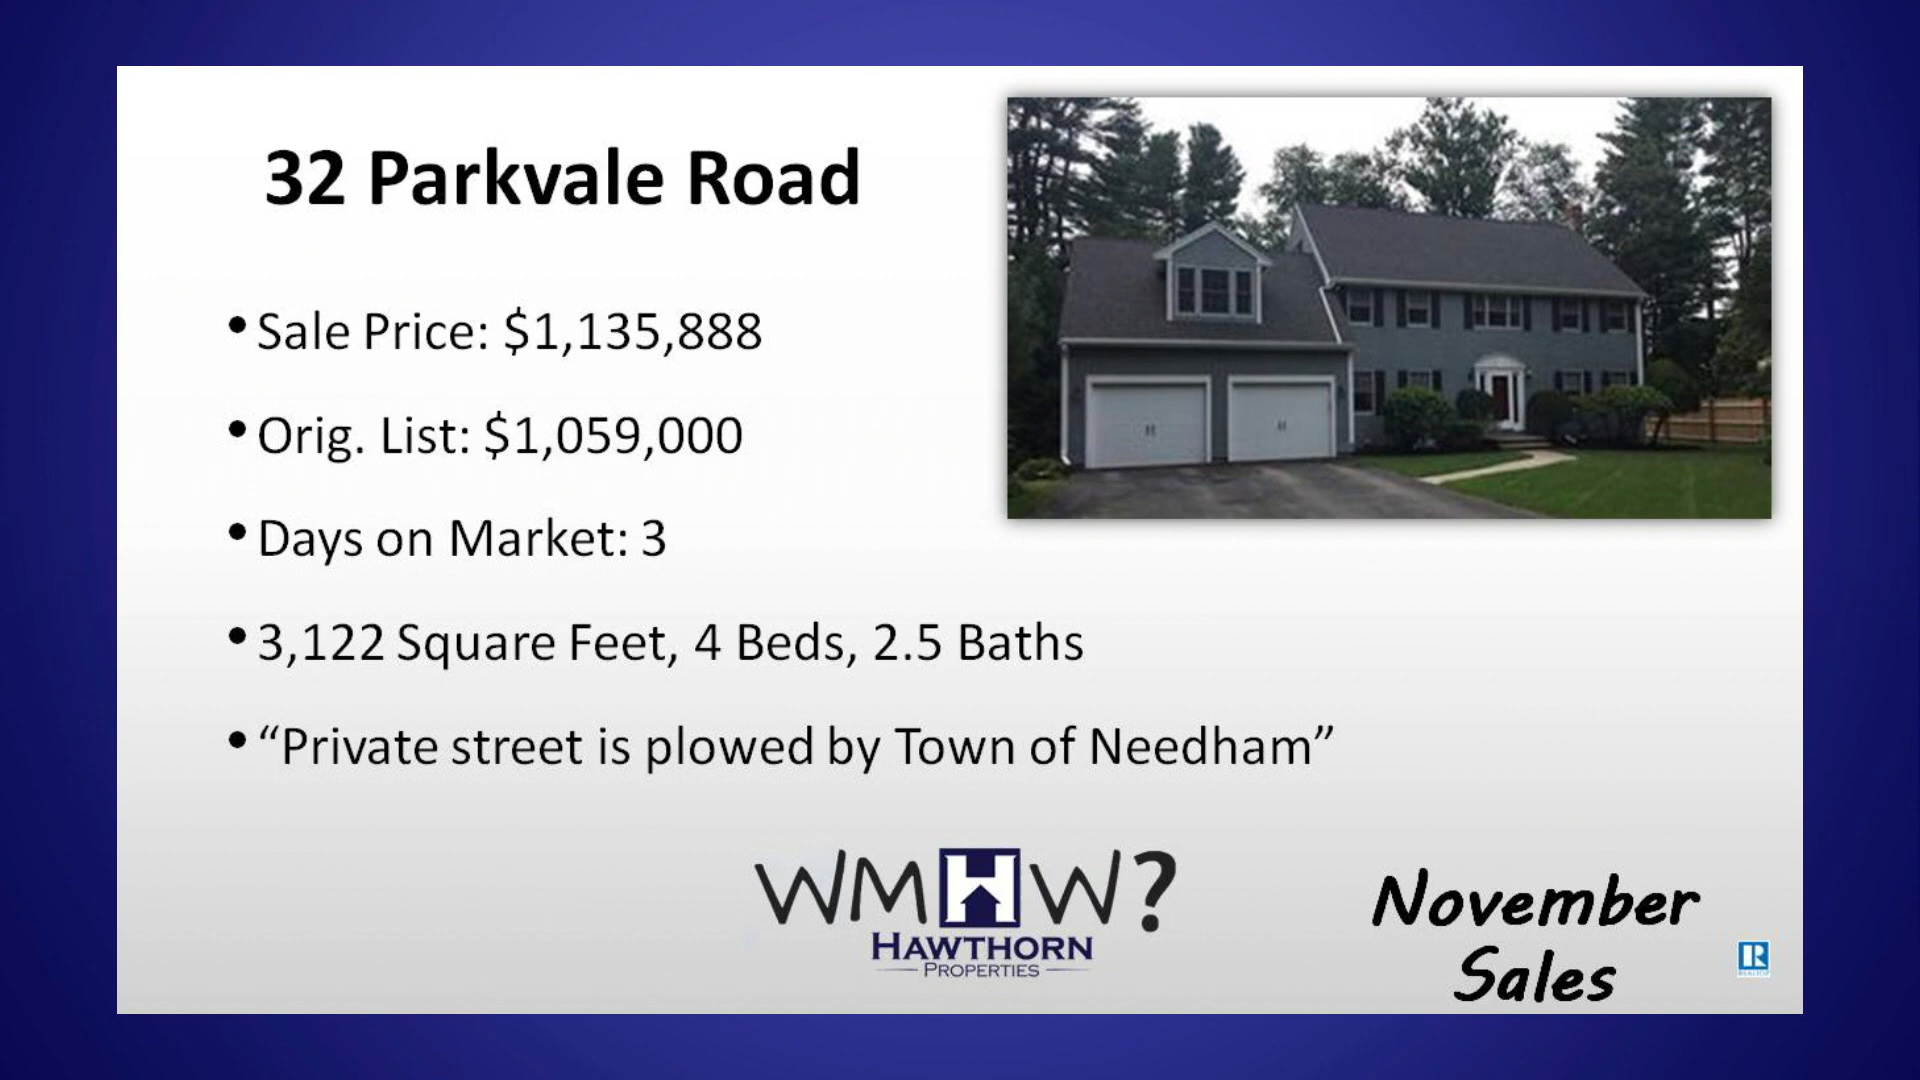 32 Parkvale Road
• Sale Price: $1,135,888
• Orig. List: $1,059,000
• Days on Market: 3
• 3,122 Square Feet, 4 Beds, 2.5 Baths
• “Private street is plowed by Town of Needham”
WMHW?
HAWTHORN
PROPERTIES
November
Sales
R
REALTOR